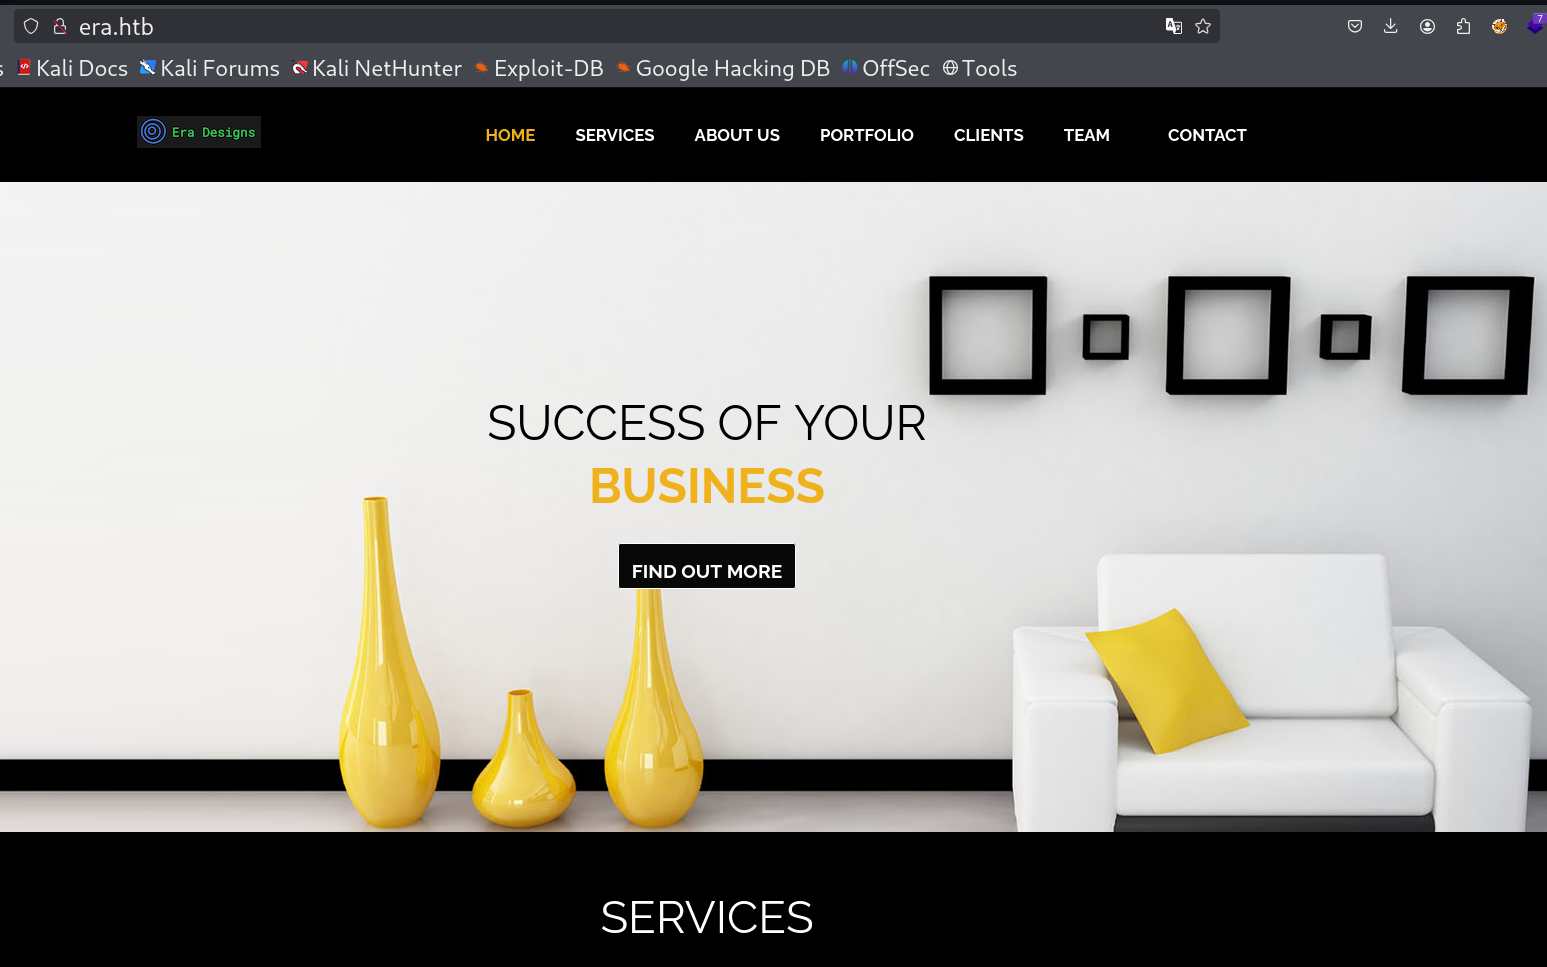 era.htb
7
Kali Docs Kali Forums Kali NetHunter Exploit-DB Google Hacking DB OffSec Tools
Era Designs HOME SERVICES ABOUT US PORTFOLIO CLIENTS TEAM CONTACT
SUCCESS OF YOUR
BUSINESS
FIND OUT MORE
SERVICES